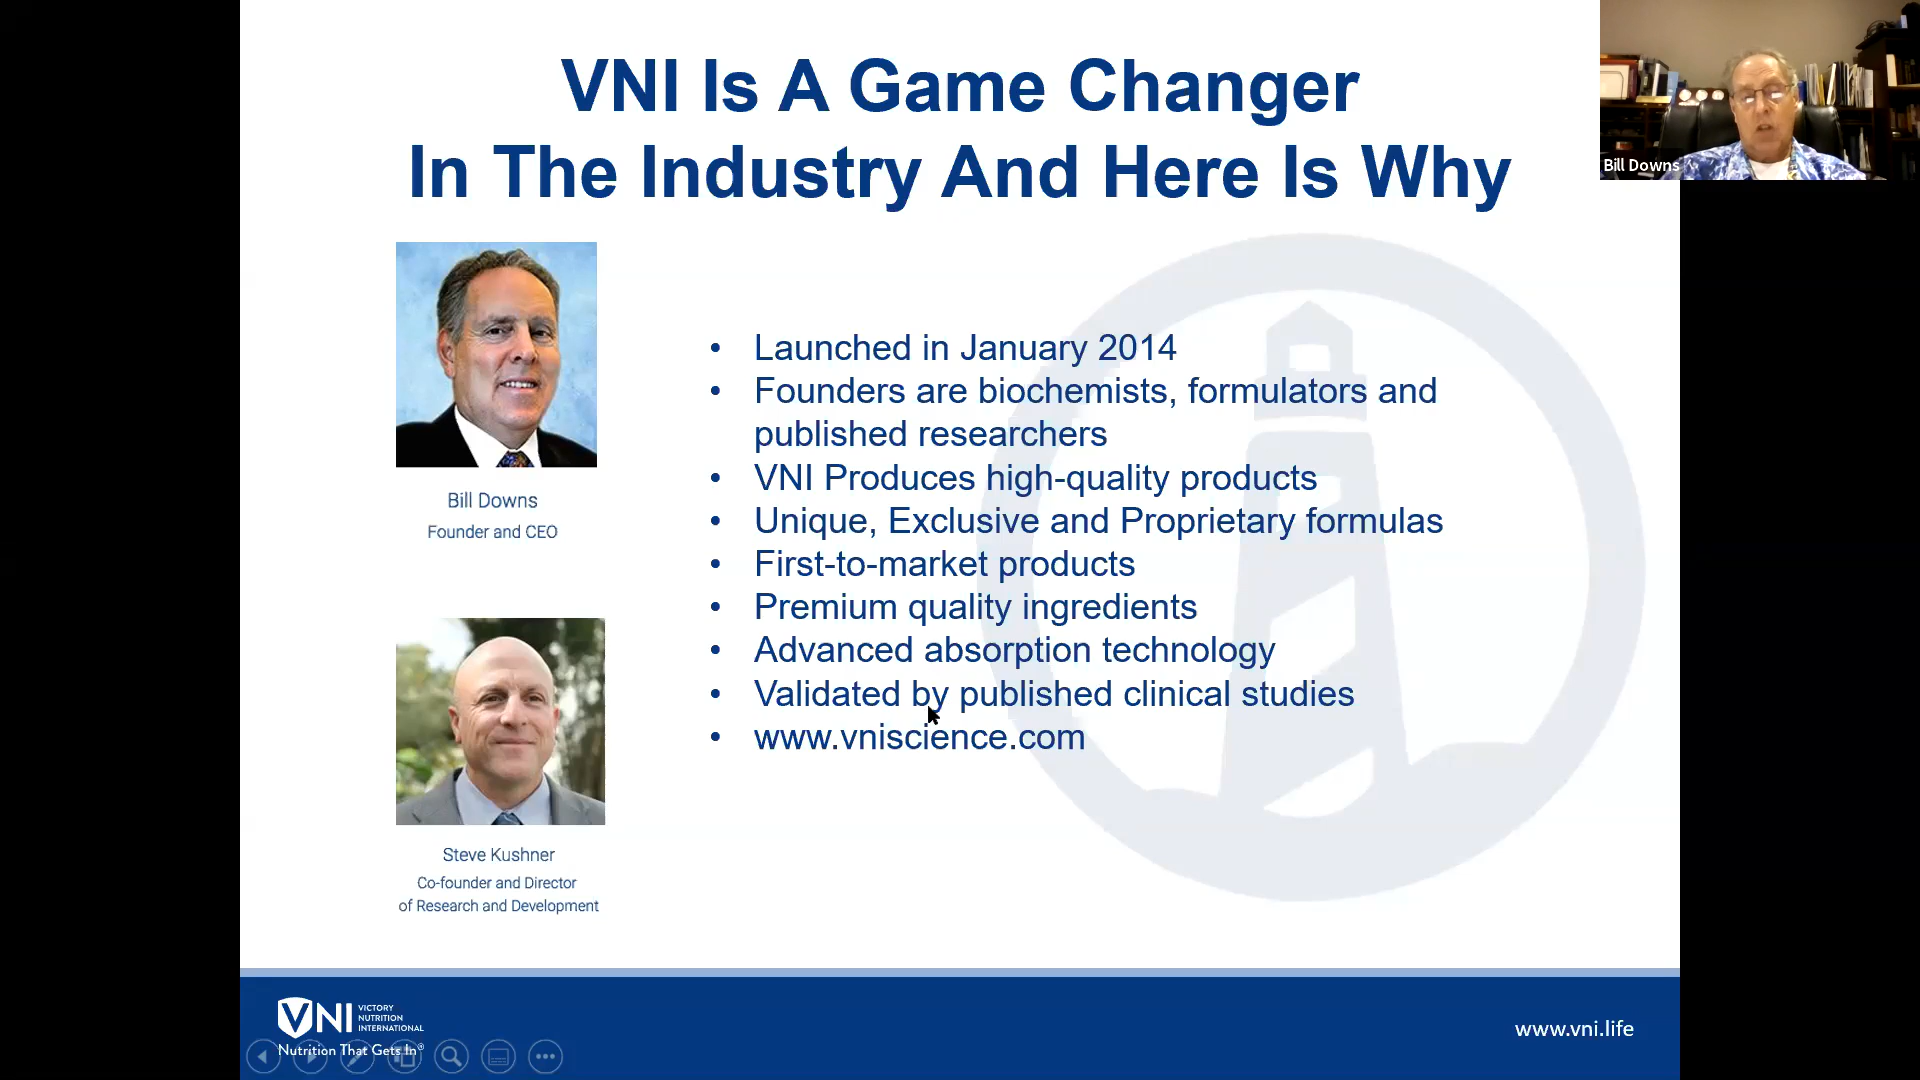 VNI Is A Game Changer
In The Industry And Here Is Why
Bill Downs
Bill Downs
Founder and CEO
• Launched in January 2014
• Founders are biochemists, formulators and
published researchers
• VNI Produces high-quality products
• Unique, Exclusive and Proprietary formulas
• First-to-market products
• Premium quality ingredients
• Advanced absorption technology
• Validated by published clinical studies
• www.vniscience.com
Steve Kushner
Co-founder and Director
of Research and Development
VNI
VICTORY
NUTRITION
INTERNATIONAL
Nutrition That Gets In®
www.vni.life